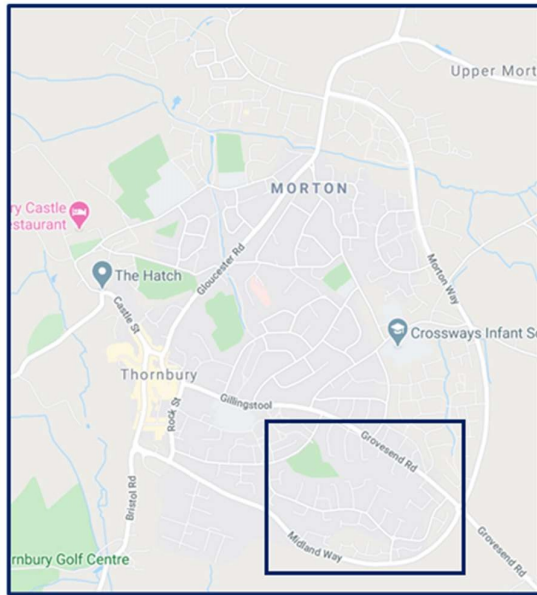 Upper Mort
MORTON
ry Castle
estaurant
Gloucester Rd
Morton Way
The Hatch
Castle St
Crossways Infant Sc
Thornbury
Gillingstool
Rock St
Grovesend Rd
Bristol Rd
Midland Way
Grovesend Rd
rnbury Golf Centre